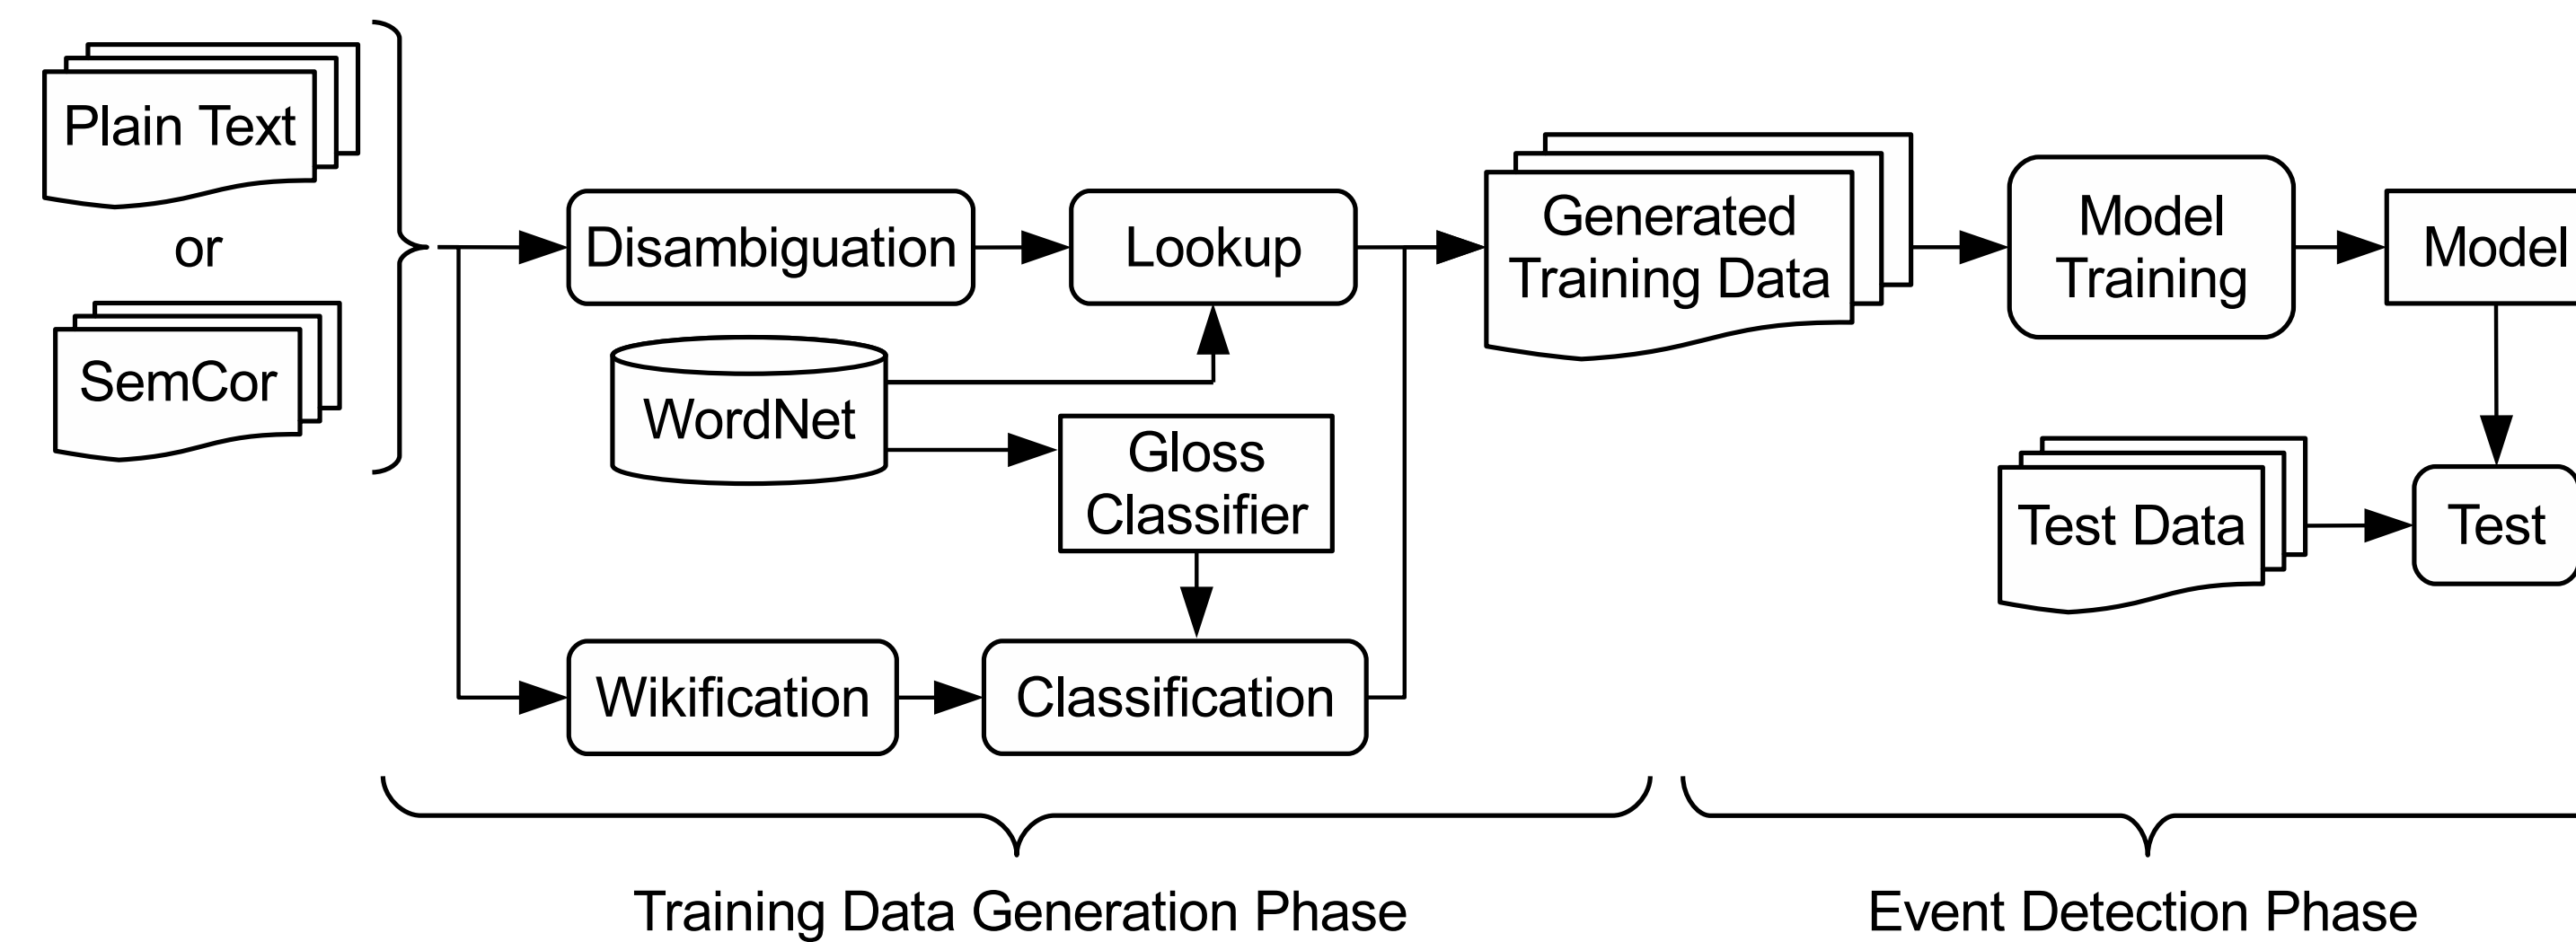 Plain Text
or
SemCor
Disambiguation
Lookup
WordNet
Gloss
Classifier
Wikification
Classification
Generated
Training Data
Model
Training
Model
Test Data
Test
Training Data Generation Phase
Event Detection Phase